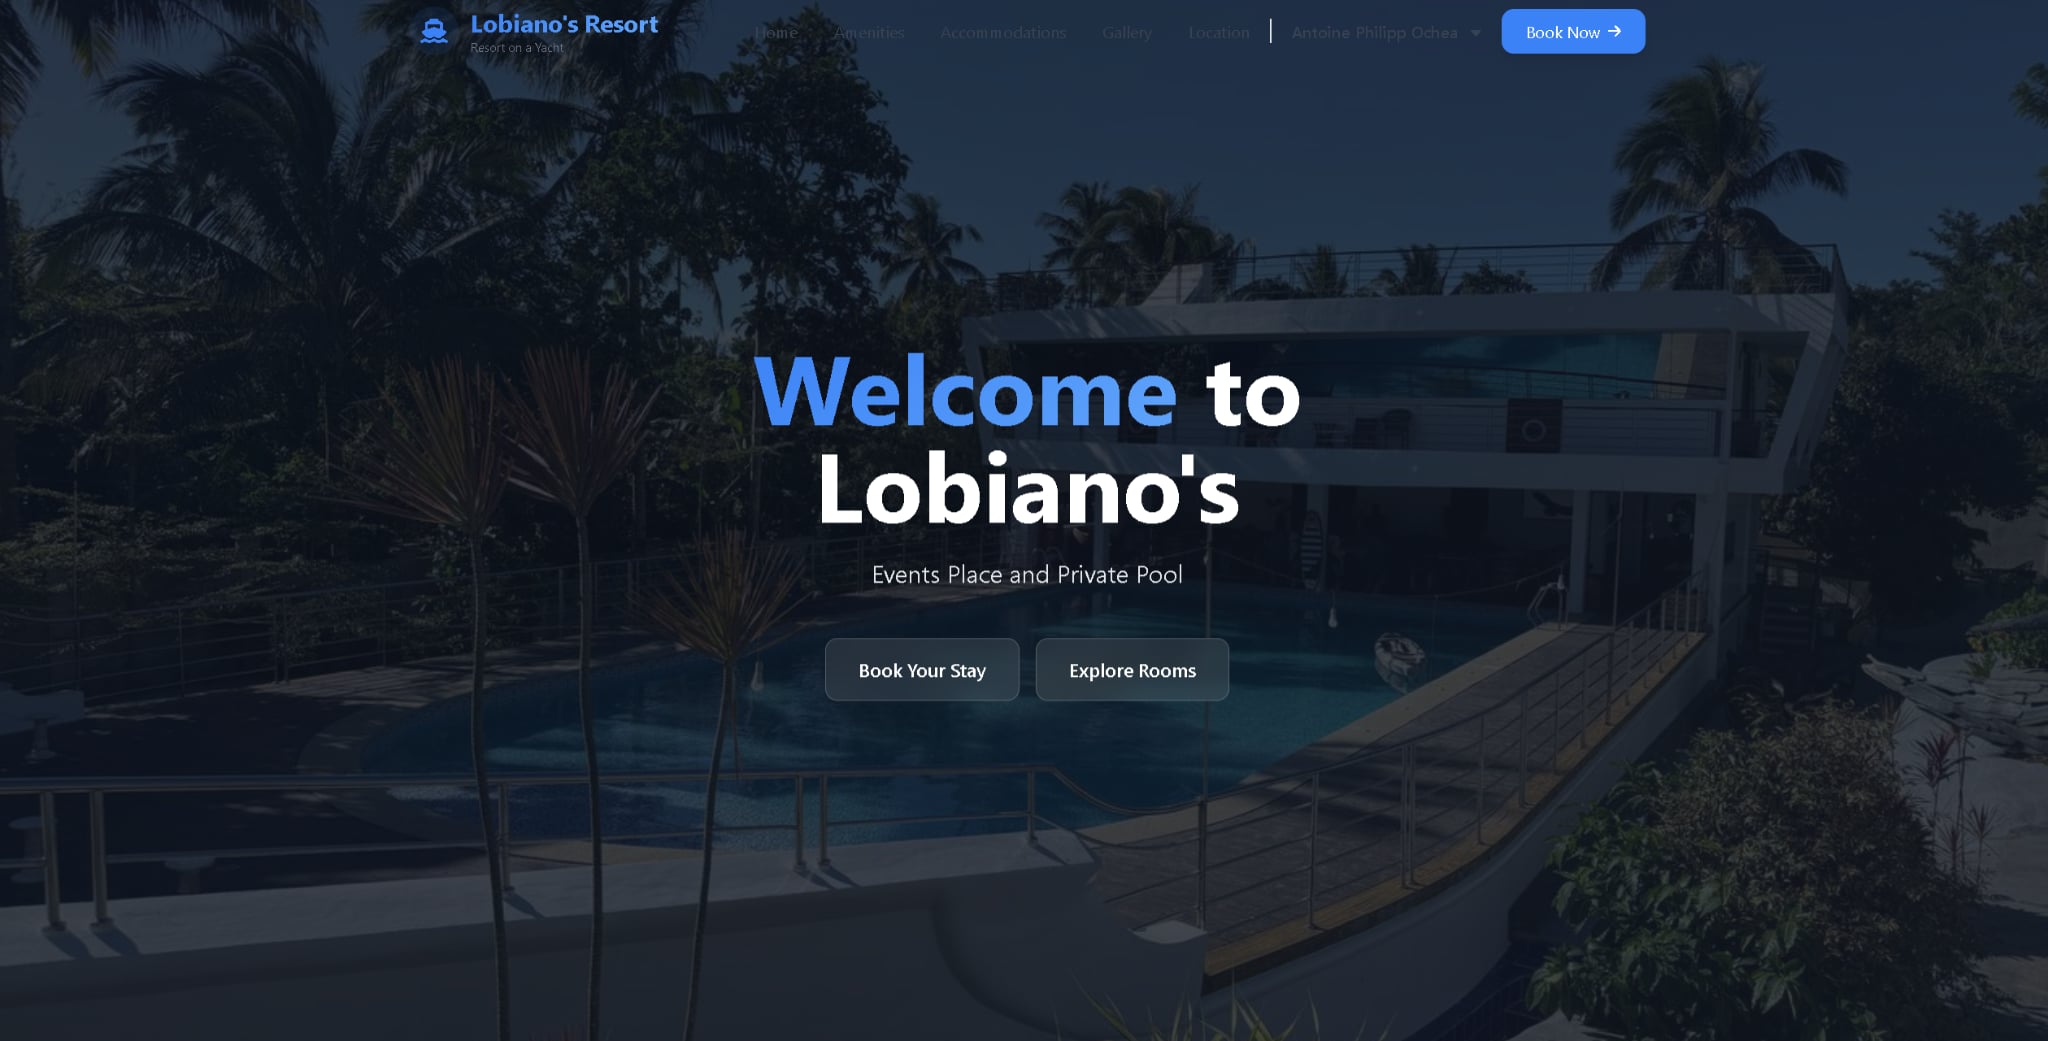 Lobiano's Resort
Resort on a Yacht
Home Amenities Accommodations Gallery Location Antoine Philipp Ochea Book Now
Welcome to
Lobiano's
Events Place and Private Pool
Book Your Stay Explore Rooms